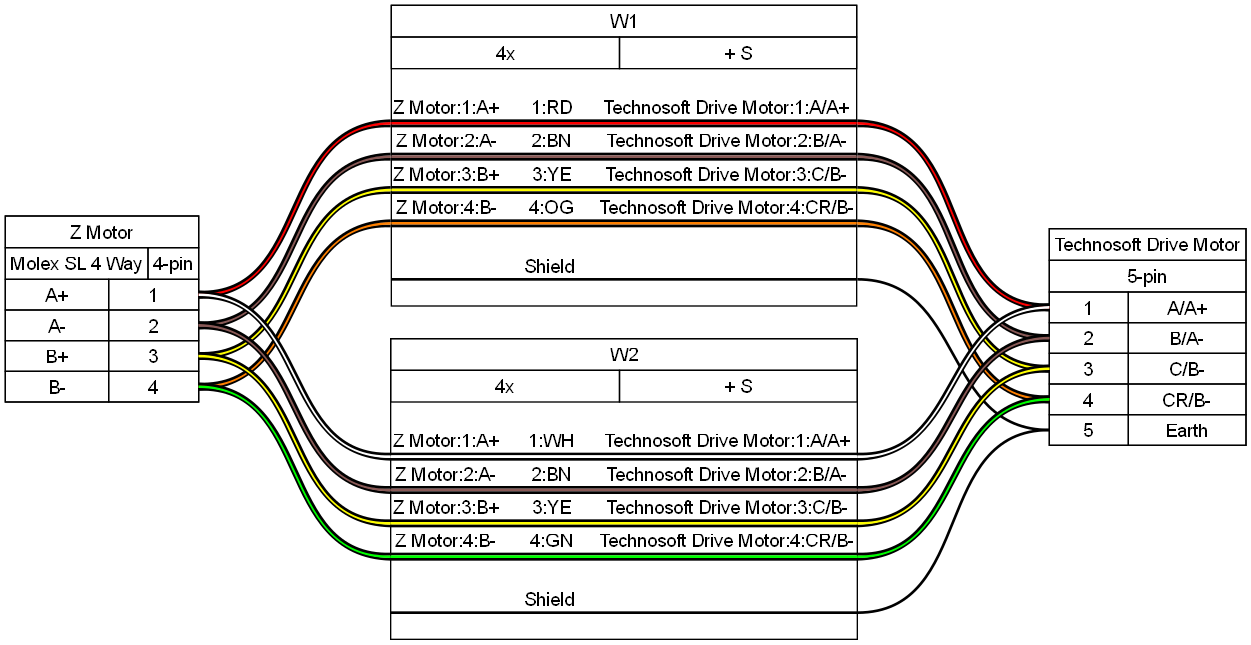 W1
4x + S
Z Motor:1:A+ 1:RD Technosoft Drive Motor:1:A/A+
Z Motor:2:A- 2:BN Technosoft Drive Motor:2:B/A-
Z Motor:3:B+ 3:YE Technosoft Drive Motor:3:C/B-
Z Motor:4:B- 4:OG Technosoft Drive Motor:4:CR/B-
Shield
Z Motor
Molex SL 4 Way 4-pin
A+ 1
A- 2
B+ 3
B- 4
W2
4x + S
Z Motor:1:A+ 1:WH Technosoft Drive Motor:1:A/A+
Z Motor:2:A- 2:BN Technosoft Drive Motor:2:B/A-
Z Motor:3:B+ 3:YE Technosoft Drive Motor:3:C/B-
Z Motor:4:B- 4:GN Technosoft Drive Motor:4:CR/B-
Shield
Technosoft Drive Motor
5-pin
1 A/A+
2 B/A-
3 C/B-
4 CR/B-
5 Earth